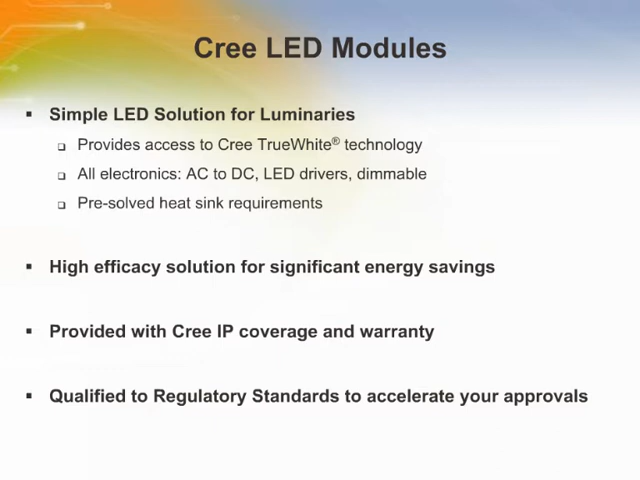 Cree LED Modules
▪ Simple LED Solution for Luminaries
❑ Provides access to Cree TrueWhite® technology
❑ All electronics: AC to DC, LED drivers, dimmable
❑ Pre-solved heat sink requirements
▪ High efficacy solution for significant energy savings
▪ Provided with Cree IP coverage and warranty
▪ Qualified to Regulatory Standards to accelerate your approvals